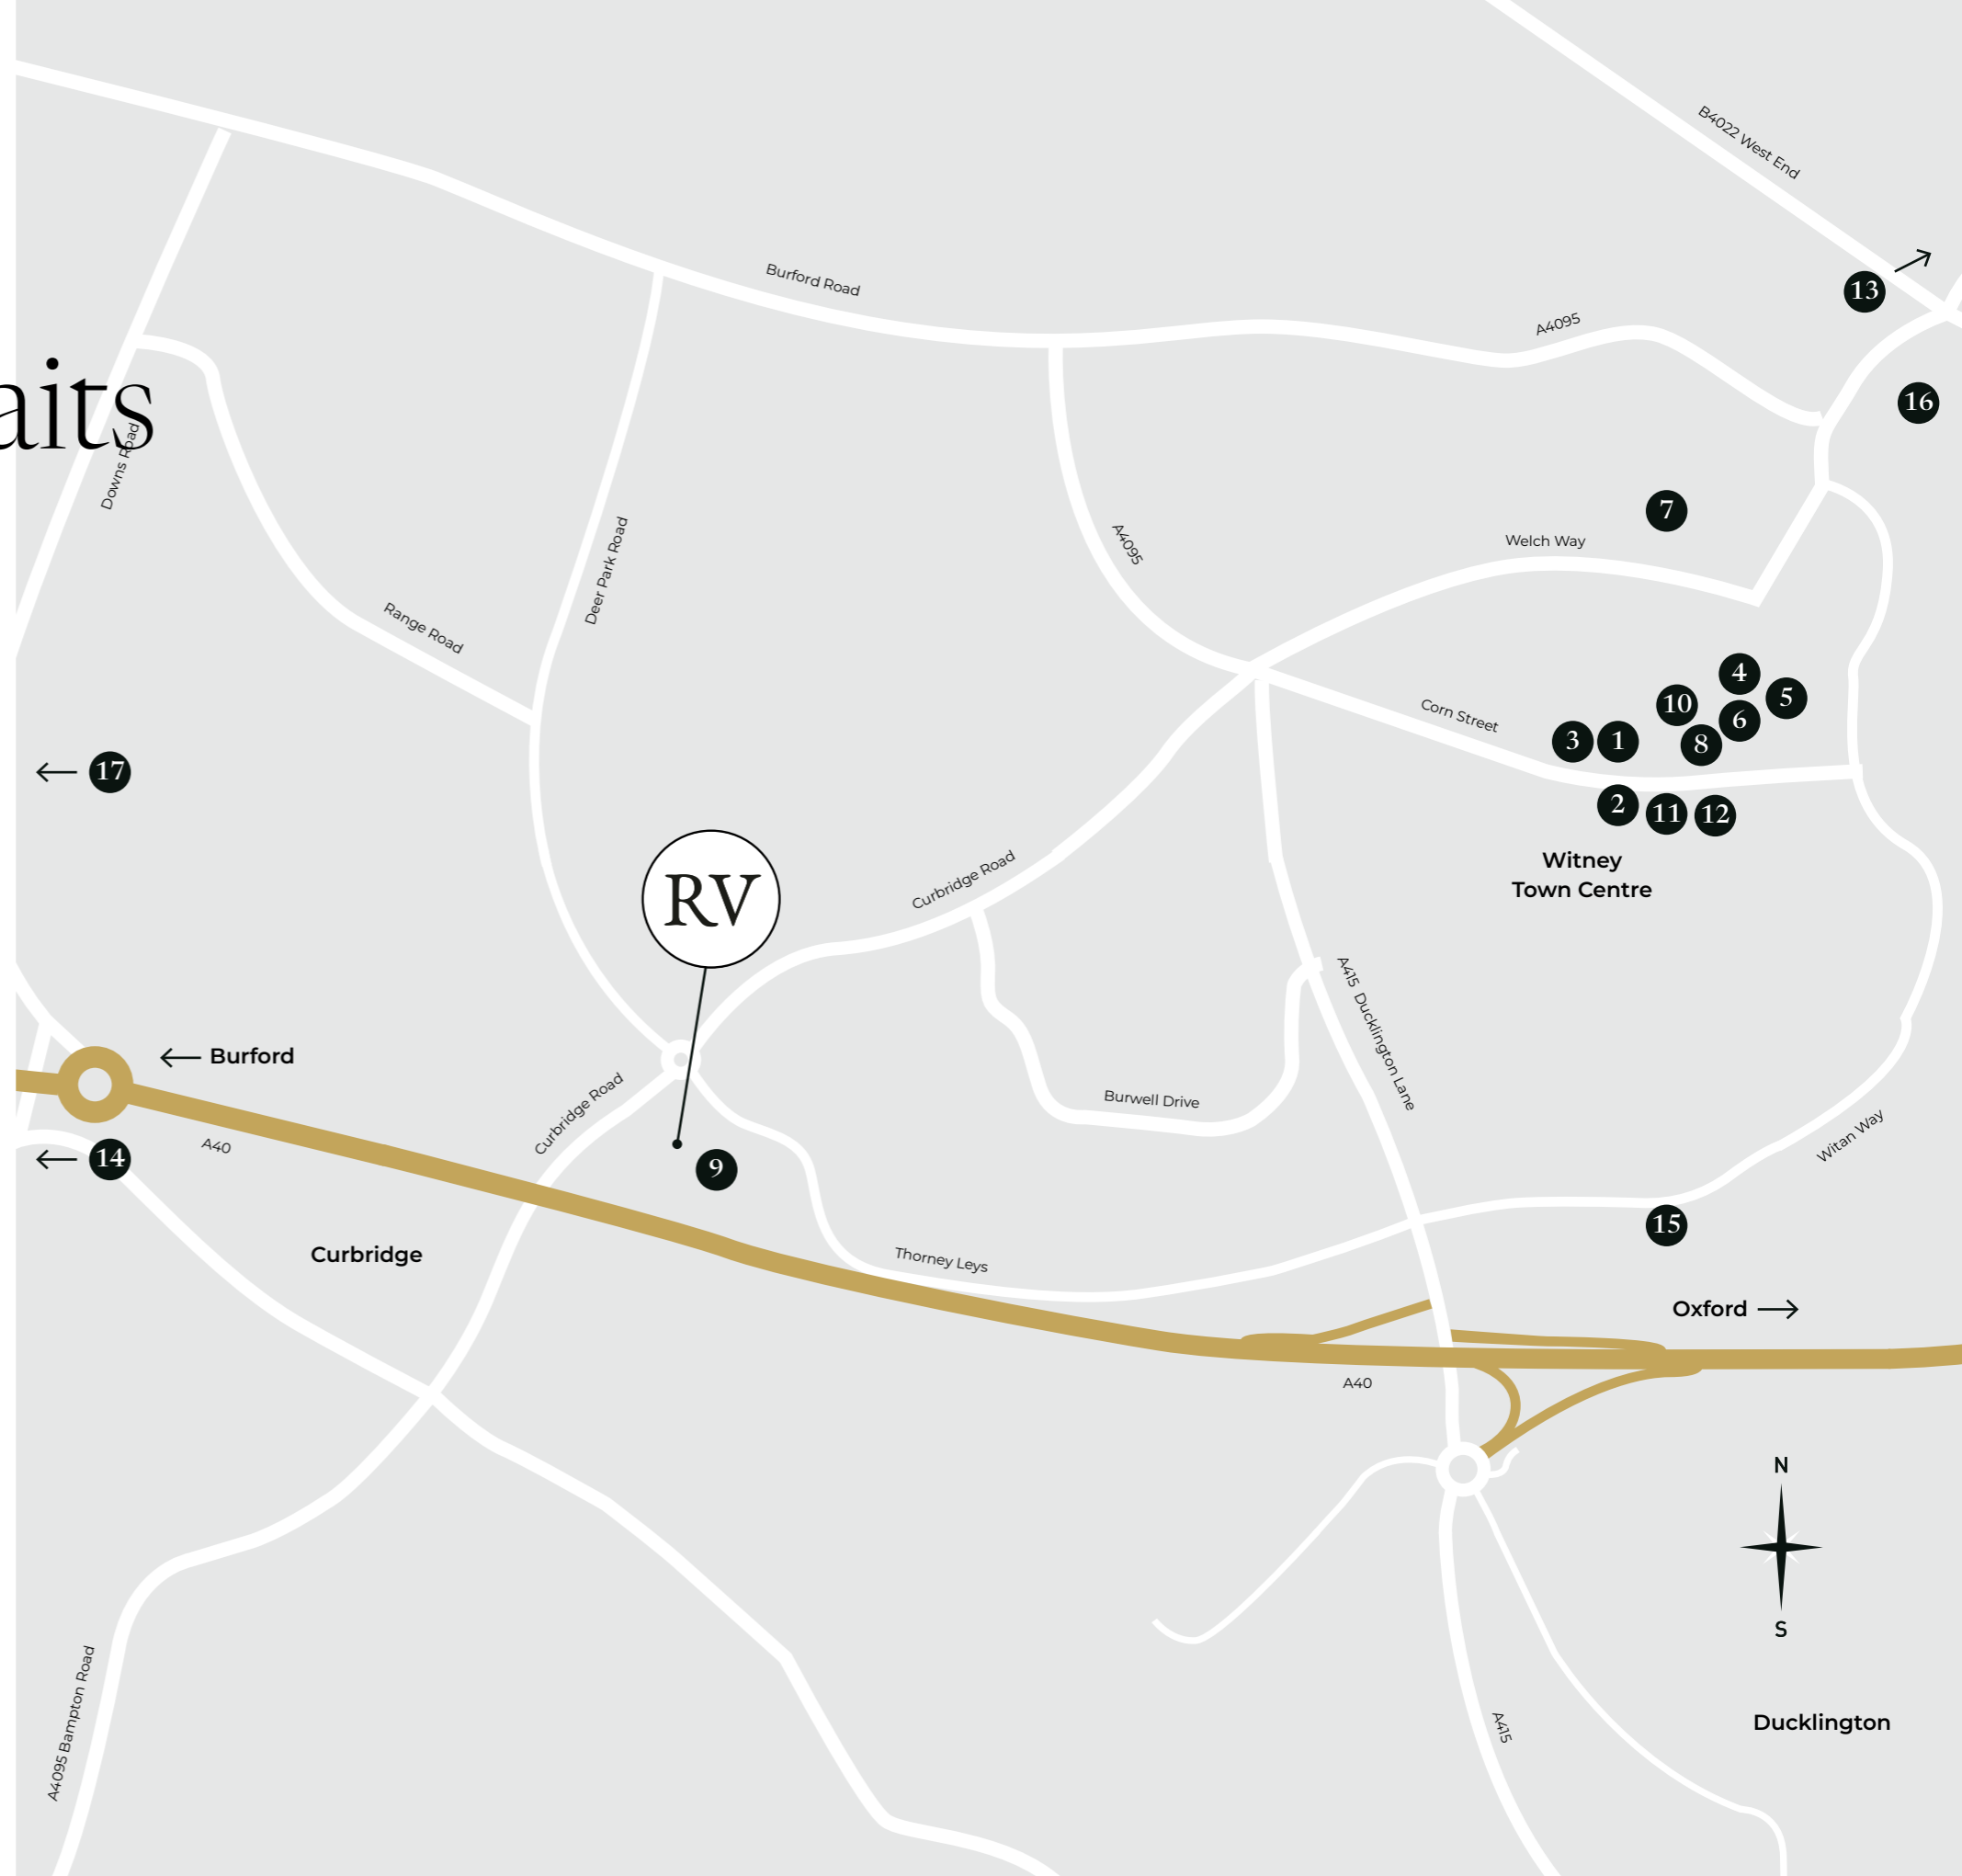 B4022 West End
Burford Road
13
A4095
aits
16
Downs Road
7
A4095
Welch Way
Deer Park Road
Range Road
4
5
10
6
Corn Street
3
1
8
17
2
11
12
Witney
Town Centre
RV
Curbridge Road
A415 Ducklington Lane
Burford
Curbridge Road
Burwell Drive
A40
14
9
Witan Way
15
Curbridge
Thorney Leys
Oxford
A40
N
S
A4095 Bampton Road
A415
Ducklington